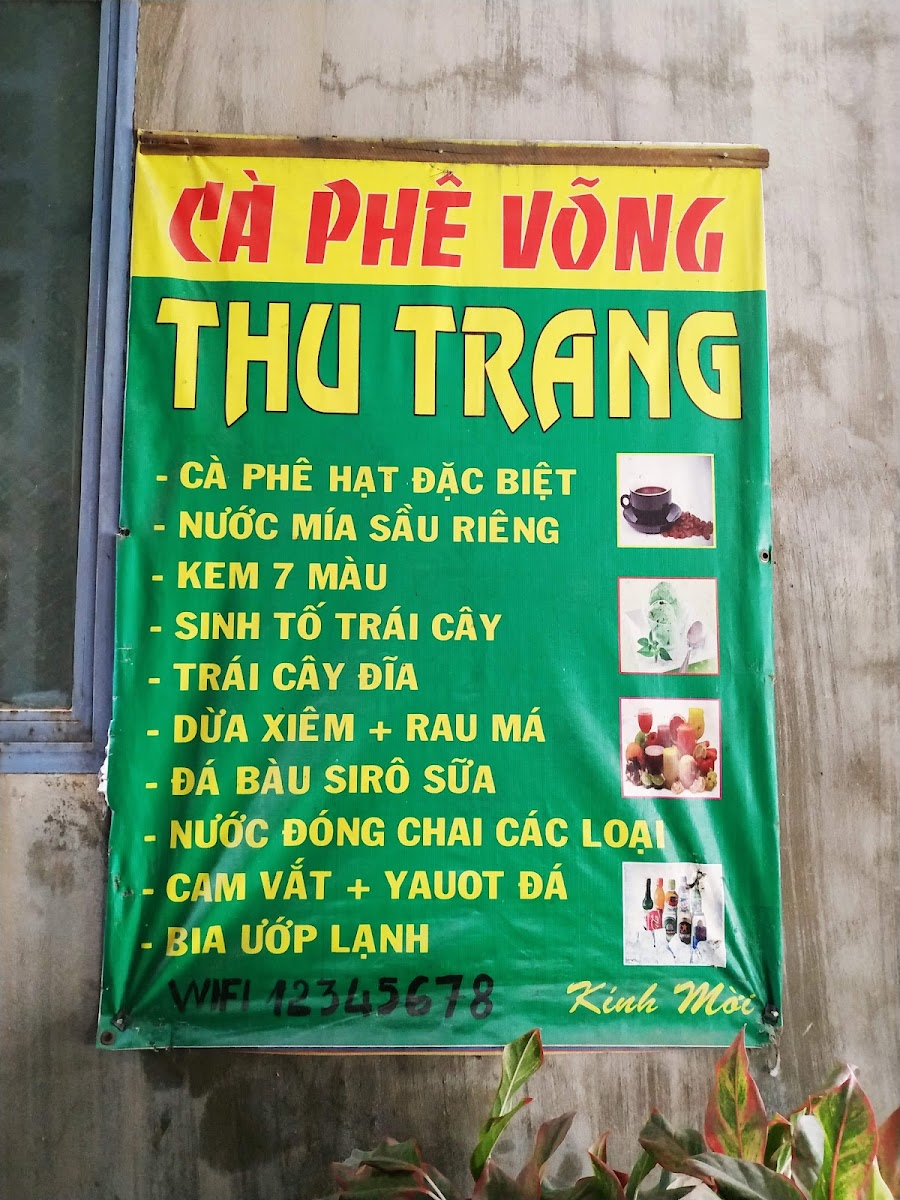 CÀ PHÊ VÕNG
THU TRANG
- CÀ PHÊ HẠT ĐẶC BIỆT
- NƯỚC MÍA SẦU RIÊNG
- KEM 7 MÀU
- SINH TỐ TRÁI CÂY
- TRÁI CÂY ĐĨA
- DỪA XIÊM + RAU MÁ
- ĐÁ BÀU SIRÔ SỮA
- NƯỚC ĐÓNG CHAI CÁC LOẠI
- CAM VẮT + YAUOT ĐÁ
- BIA ƯỚP LẠNH
WIFI 12345678
Kính Mời